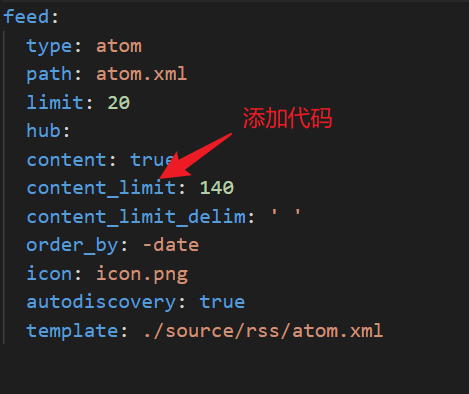 feed:
type: atom
path: atom.xml
limit: 20
hub:
添加代码
content: true
content_limit: 140
content_limit_delim: ' '
order_by: -date
icon: icon.png
autodiscovery: true
template: ./source/rss/atom.xml